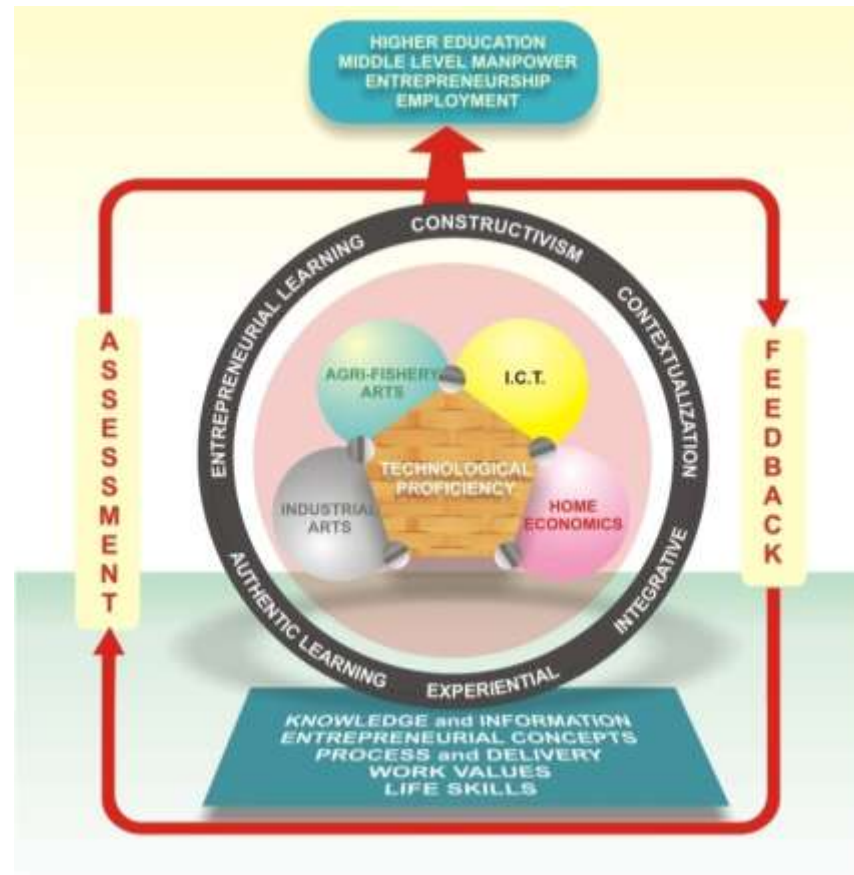 HIGHER EDUCATION
MIDDLE LEVEL MANPOWER
ENTREPRENEURSHIP
EMPLOYMENT
ENTREPRENEURIAL LEARNING
CONSTRUCTIVISM
CONTEXTUALIZATION
INTEGRATIVE
EXPERIENTIAL
AUTHENTIC LEARNING
ASSESSMENT
FEEDBACK
AGRI-FISHERY
ARTS
I.C.T.
TECHNOLOGICAL
PROFICIENCY
INDUSTRIAL
ARTS
HOME
ECONOMICS
KNOWLEDGE and INFORMATION
ENTREPRENEURIAL CONCEPTS
PROCESS and DELIVERY
WORK VALUES
LIFE SKILLS